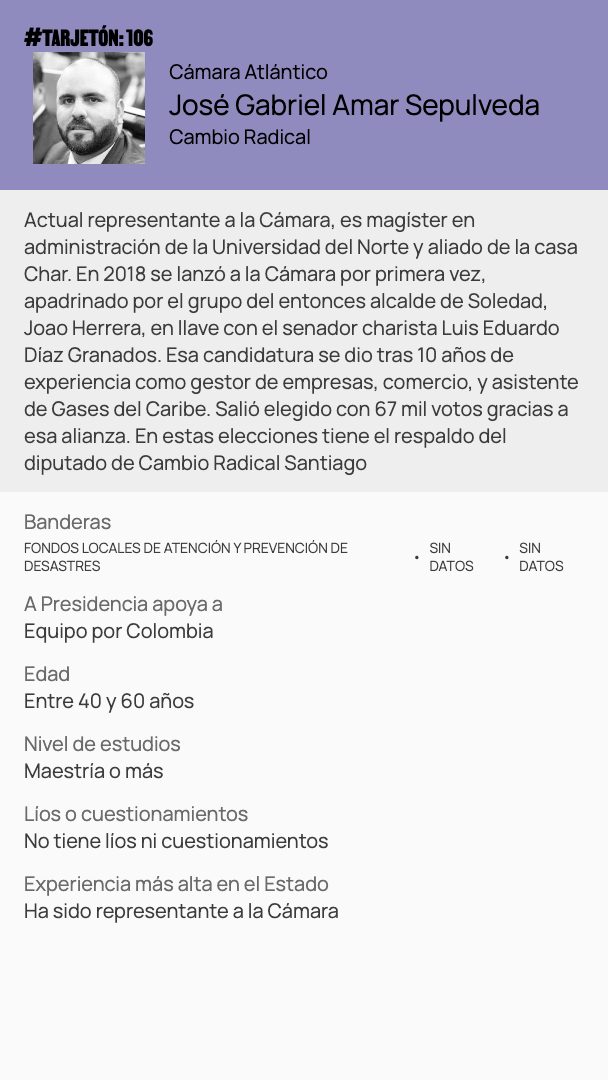 #TARJETÓN: 106
Cámara Atlántico
José Gabriel Amar Sepulveda
Cambio Radical
Actual representante a la Cámara, es magíster en
administración de la Universidad del Norte y aliado de la casa
Char. En 2018 se lanzó a la Cámara por primera vez,
apadrinado por el grupo del entonces alcalde de Soledad,
Joao Herrera, en llave con el senador charista Luis Eduardo
Díaz Granados. Esa candidatura se dio tras 10 años de
experiencia como gestor de empresas, comercio, y asistente
de Gases del Caribe. Salió elegido con 67 mil votos gracias a
esa alianza. En estas elecciones tiene el respaldo del
diputado de Cambio Radical Santiago
Banderas
FONDOS LOCALES DE ATENCIÓN Y PREVENCIÓN DE
DESASTRES
• SIN
DATOS
• SIN
DATOS
A Presidencia apoya a
Equipo por Colombia
Edad
Entre 40 y 60 años
Nivel de estudios
Maestría o más
Líos o cuestionamientos
No tiene líos ni cuestionamientos
Experiencia más alta en el Estado
Ha sido representante a la Cámara